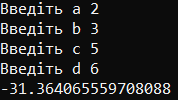 Введіть a 2
Введіть b 3
Введіть c 5
Введіть d 6
-31.364065559708088